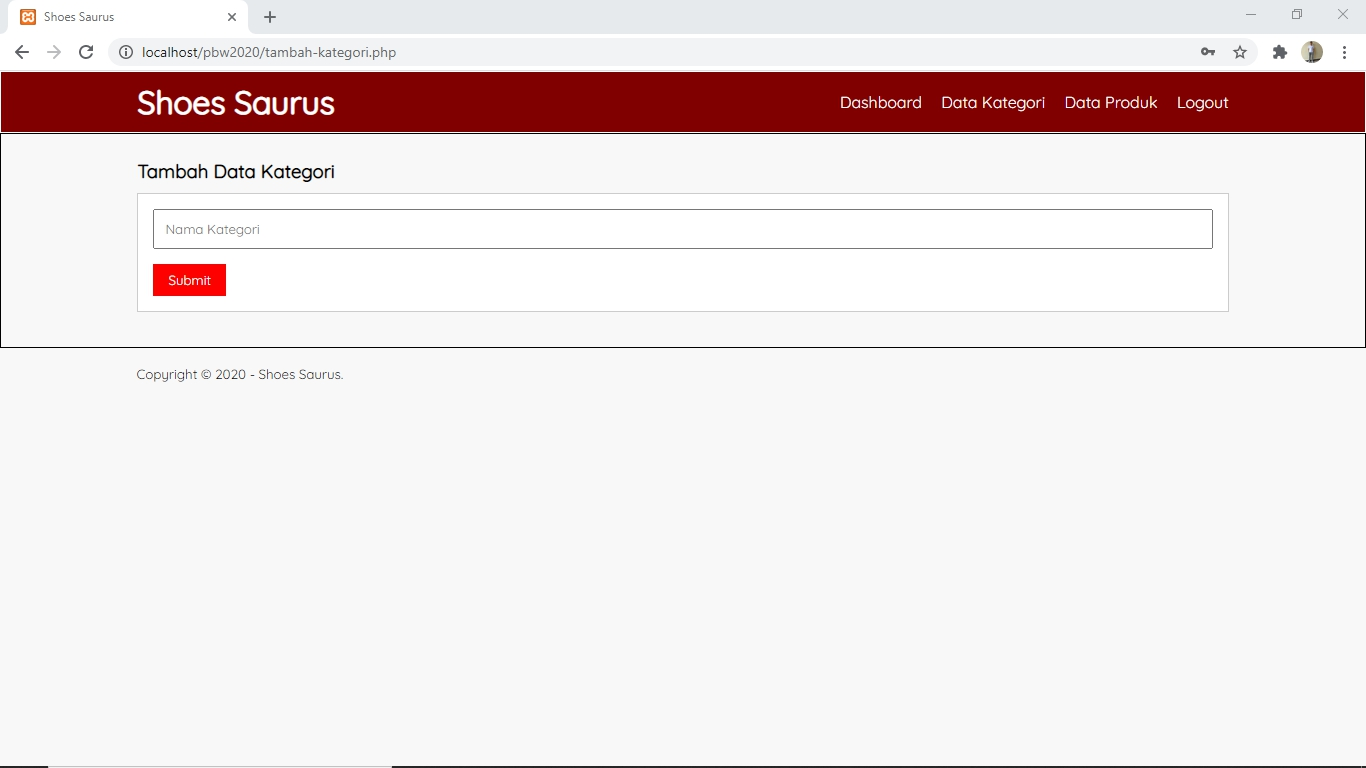 Shoes Saurus
localhost/pbw2020/tambah-kategori.php
Shoes Saurus
Dashboard Data Kategori Data Produk Logout
Tambah Data Kategori
Nama Kategori
Submit
Copyright © 2020 - Shoes Saurus.